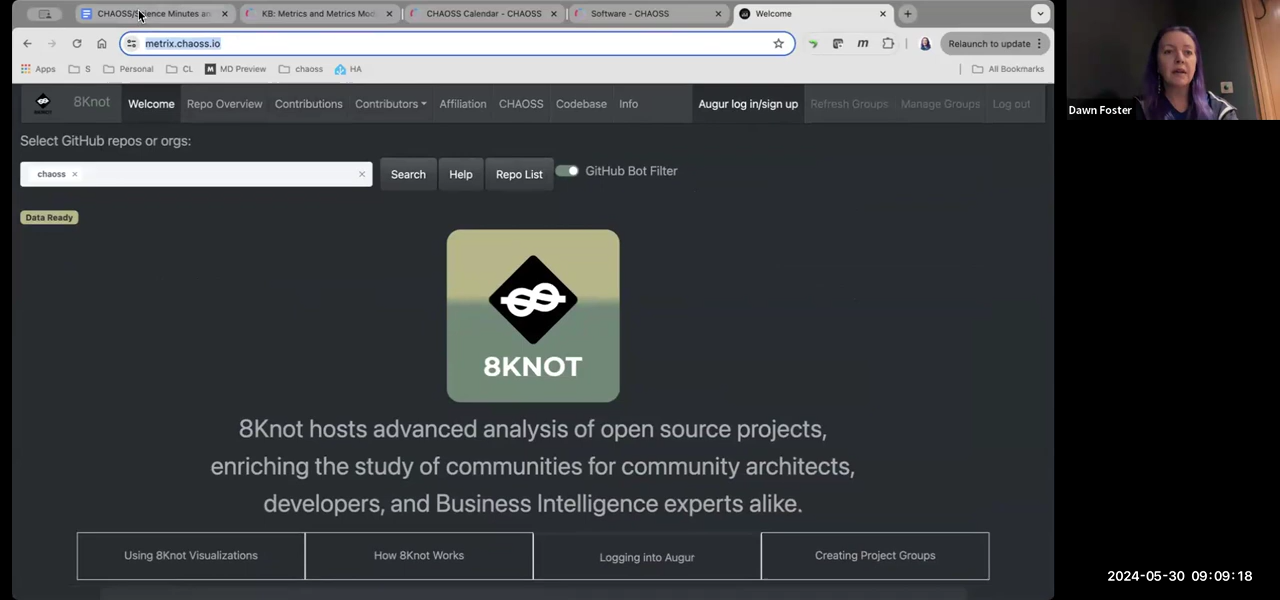 CHAOSS/Science Minutes an
KB: Metrics and Metrics Mod
CHAOSS Calendar - CHAOSS
Software - CHAOSS
Welcome
metrix.chaoss.io
Relaunch to update
Apps
S
Personal
CL
MD Preview
chaoss
HA
All Bookmarks
8Knot
Welcome
Repo Overview
Contributions
Contributors
Affiliation
CHAOSS
Codebase
Info
Augur log in/sign up
Refresh Groups
Manage Groups
Log out
Dawn Foster
Select GitHub repos or orgs:
chaoss
Search
Help
Repo List
GitHub Bot Filter
Data Ready
8KNOT
8Knot hosts advanced analysis of open source projects,
enriching the study of communities for community architects,
developers, and Business Intelligence experts alike.
Using 8Knot Visualizations
How 8Knot Works
Logging into Augur
Creating Project Groups
2024-05-30 09:09:18